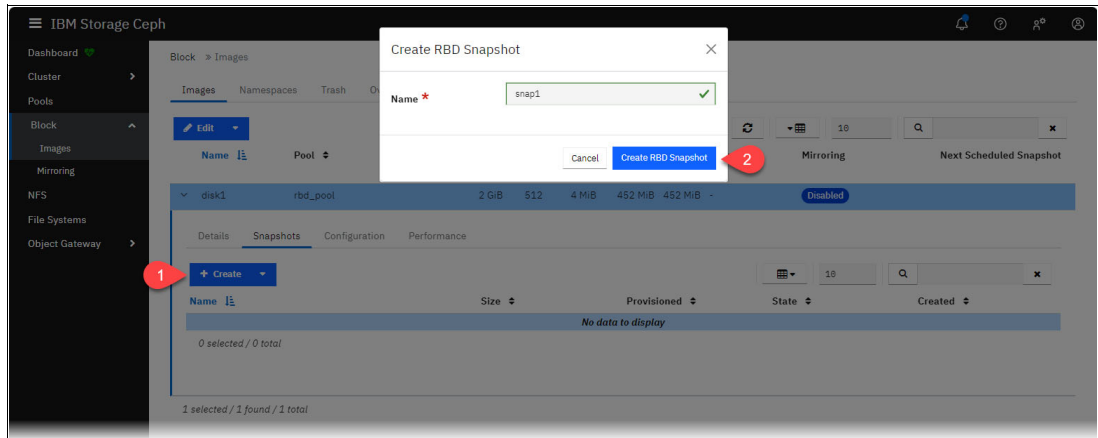 IBM Storage Ceph
Dashboard
Cluster
Pools
Block
Images
Mirroring
NFS
File Systems
Object Gateway
Block » Images
Images Namespaces Trash
Edit
10
Name Pool Mirroring Next Scheduled Snapshot
disk1 rbd_pool 2 GiB 512 4 MiB 452 MiB 452 MiB - Disabled
Create RBD Snapshot
Name * snap1
Cancel Create RBD Snapshot
2
Details Snapshots Configuration Performance
1
+ Create
10
Name Size Provisioned State Created
No data to display
0 selected / 0 total
1 selected / 1 found / 1 total